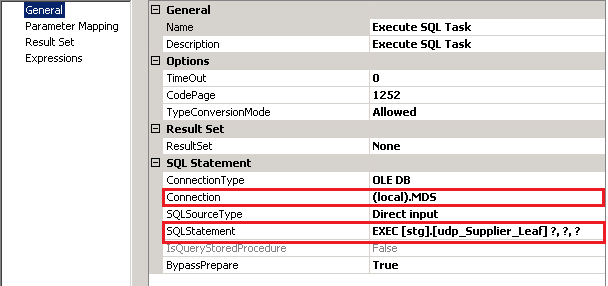 General
Parameter Mapping
Result Set
Expressions
General
Name Execute SQL Task
Description Execute SQL Task
Options
TimeOut 0
CodePage 1252
TypeConversionMode Allowed
Result Set
ResultSet None
SQL Statement
ConnectionType OLE DB
Connection (local).MDS
SQLSourceType Direct input
SQLStatement EXEC [stg].[udp_Supplier_Leaf] ?, ?, ?
IsQueryStoredProcedure False
BypassPrepare True